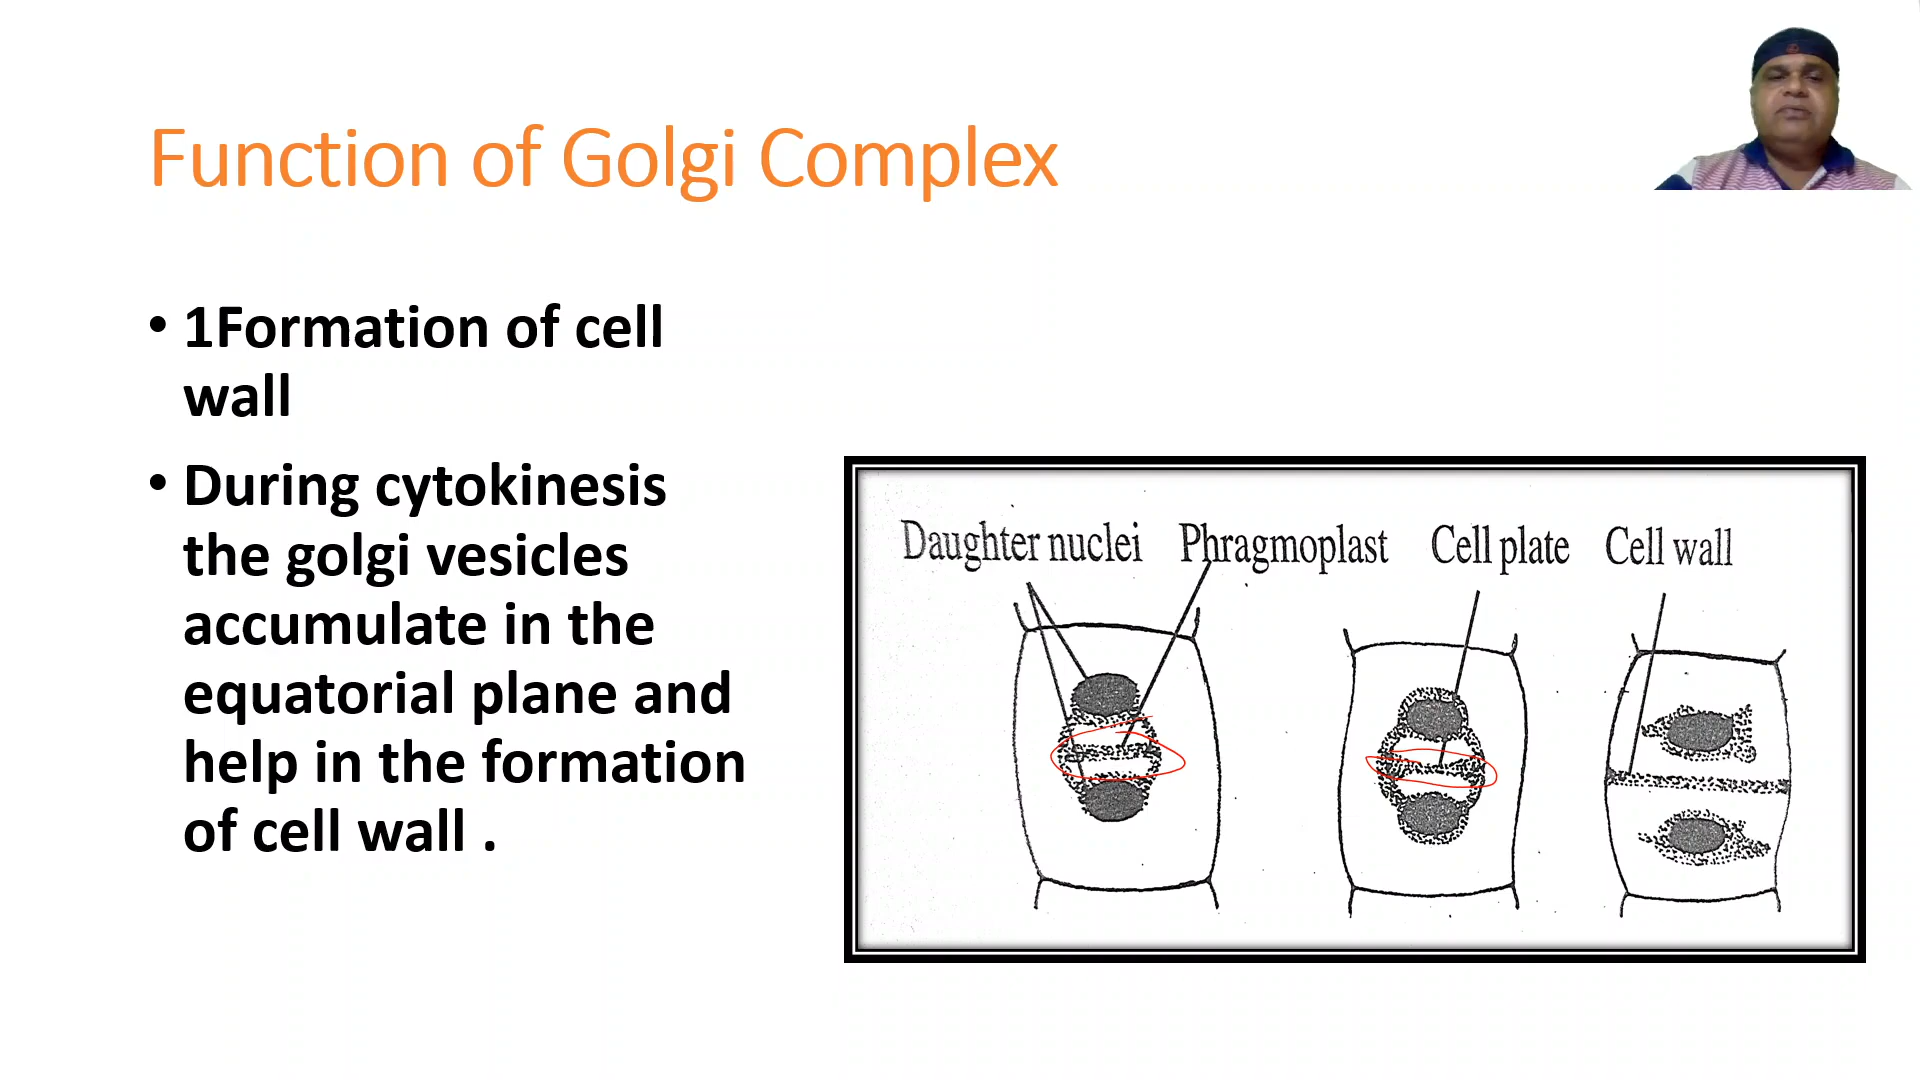 Function of Golgi Complex
• 1Formation of cell
wall
• During cytokinesis
the golgi vesicles
accumulate in the
equatorial plane and
help in the formation
of cell wall .
Daughter nuclei Phragmoplast Cell plate Cell wall